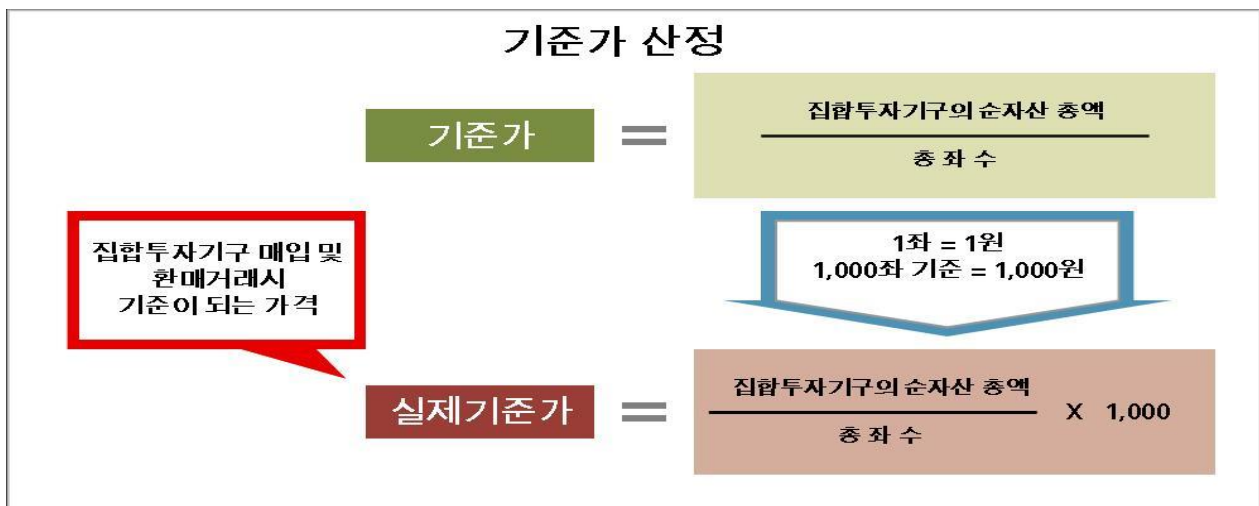 기준가 산정
기준가 = 집합투자기구의 순자산 총액
총 좌 수
집합투자기구 매입 및
환매거래시
기준이 되는 가격
1좌 = 1원
1,000좌 기준 = 1,000원
실제기준가 = 집합투자기구의 순자산 총액
총 좌 수
X 1,000